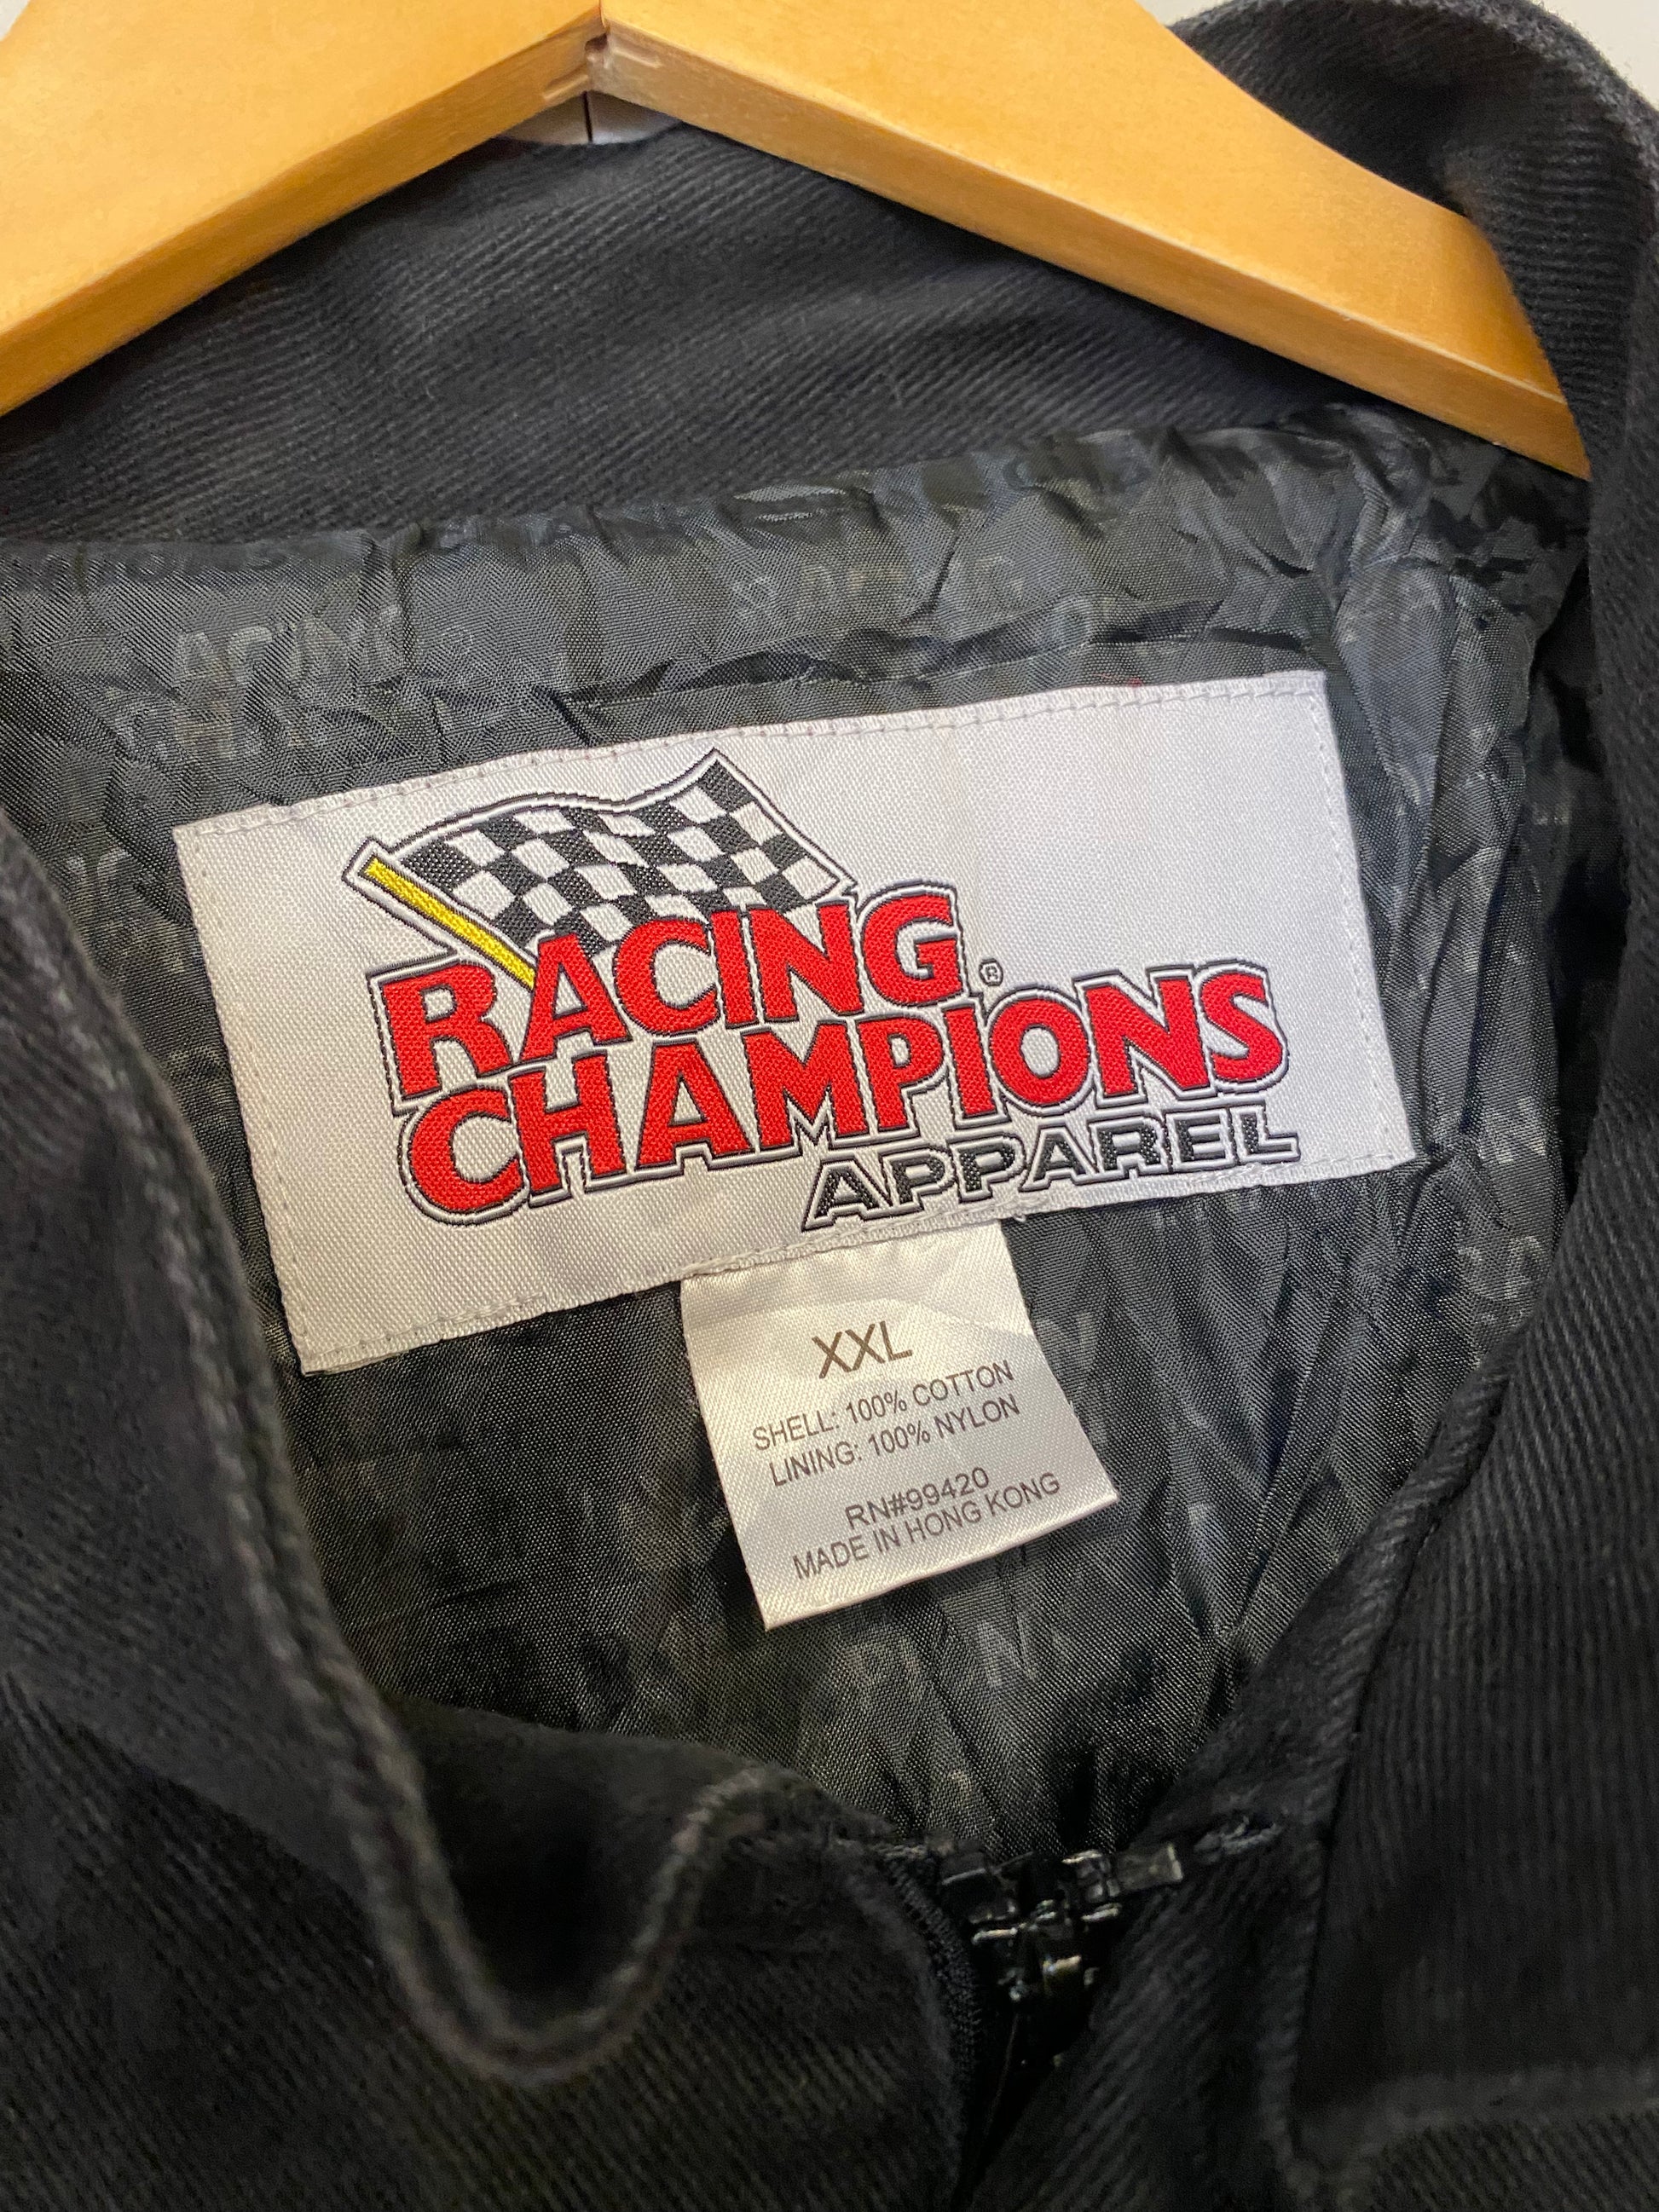 RACING
®
CHAMPIONS
APPAREL
XXL
SHELL: 100% COTTON
LINING: 100% NYLON
RN#99420
MADE IN HONG KONG